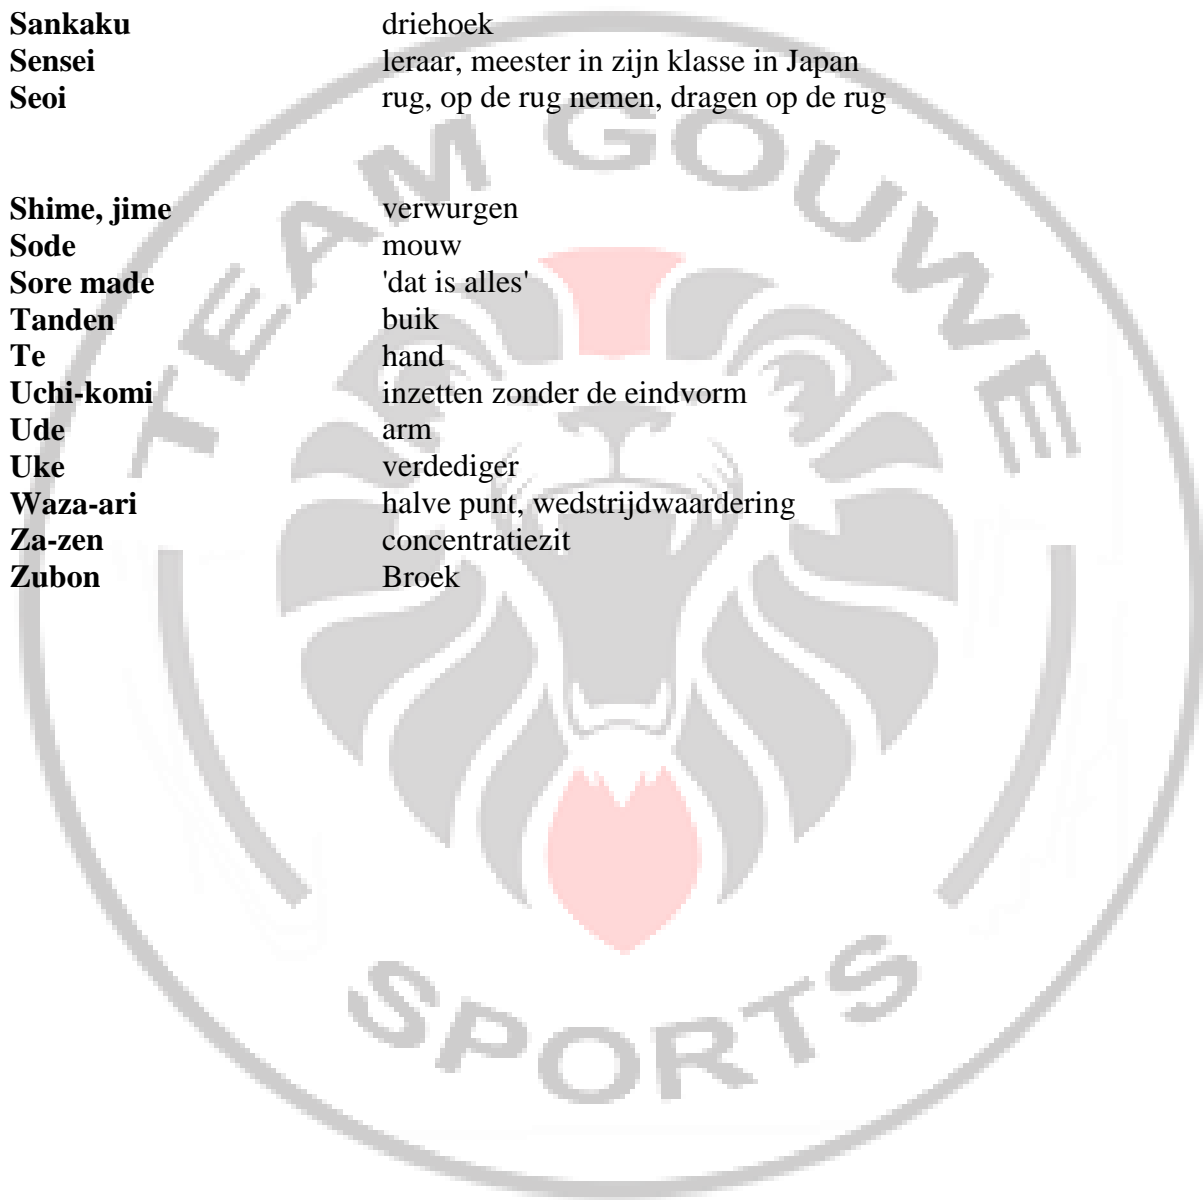 Sankaku driehoek
Sensei leraar, meester in zijn klasse in Japan
Seoi rug, op de rug nemen, dragen op de rug
Shime, jime verwurgen
Sode mouw
Sore made 'dat is alles'
Tanden buik
Te hand
Uchi-komi inzetten zonder de eindvorm
Ude arm
Uke verdediger
Waza-ari halve punt, wedstrijdwaardering
Za-zen concentratiezit
Zubon Broek
TEAM GOUWE
SPORTS